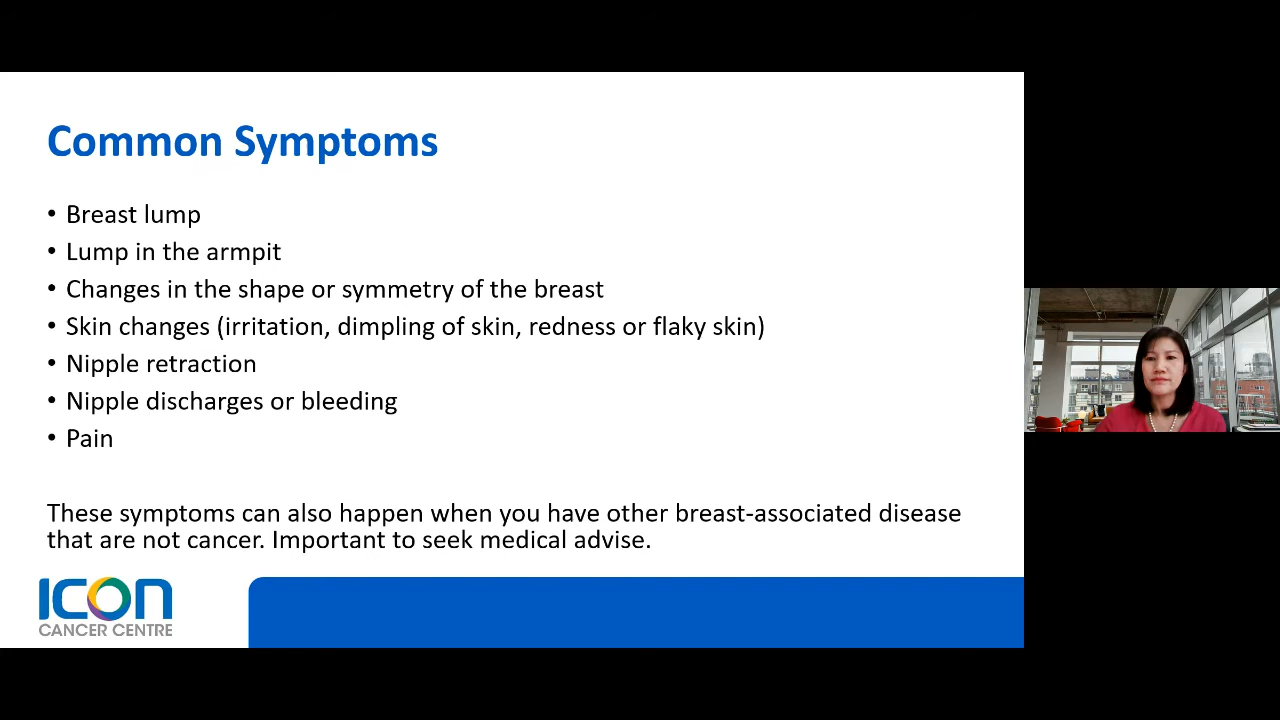 Common Symptoms
• Breast lump
• Lump in the armpit
• Changes in the shape or symmetry of the breast
• Skin changes (irritation, dimpling of skin, redness or flaky skin)
• Nipple retraction
• Nipple discharges or bleeding
• Pain
These symptoms can also happen when you have other breast-associated disease
that are not cancer. Important to seek medical advise.
ICON
CANCER CENTRE